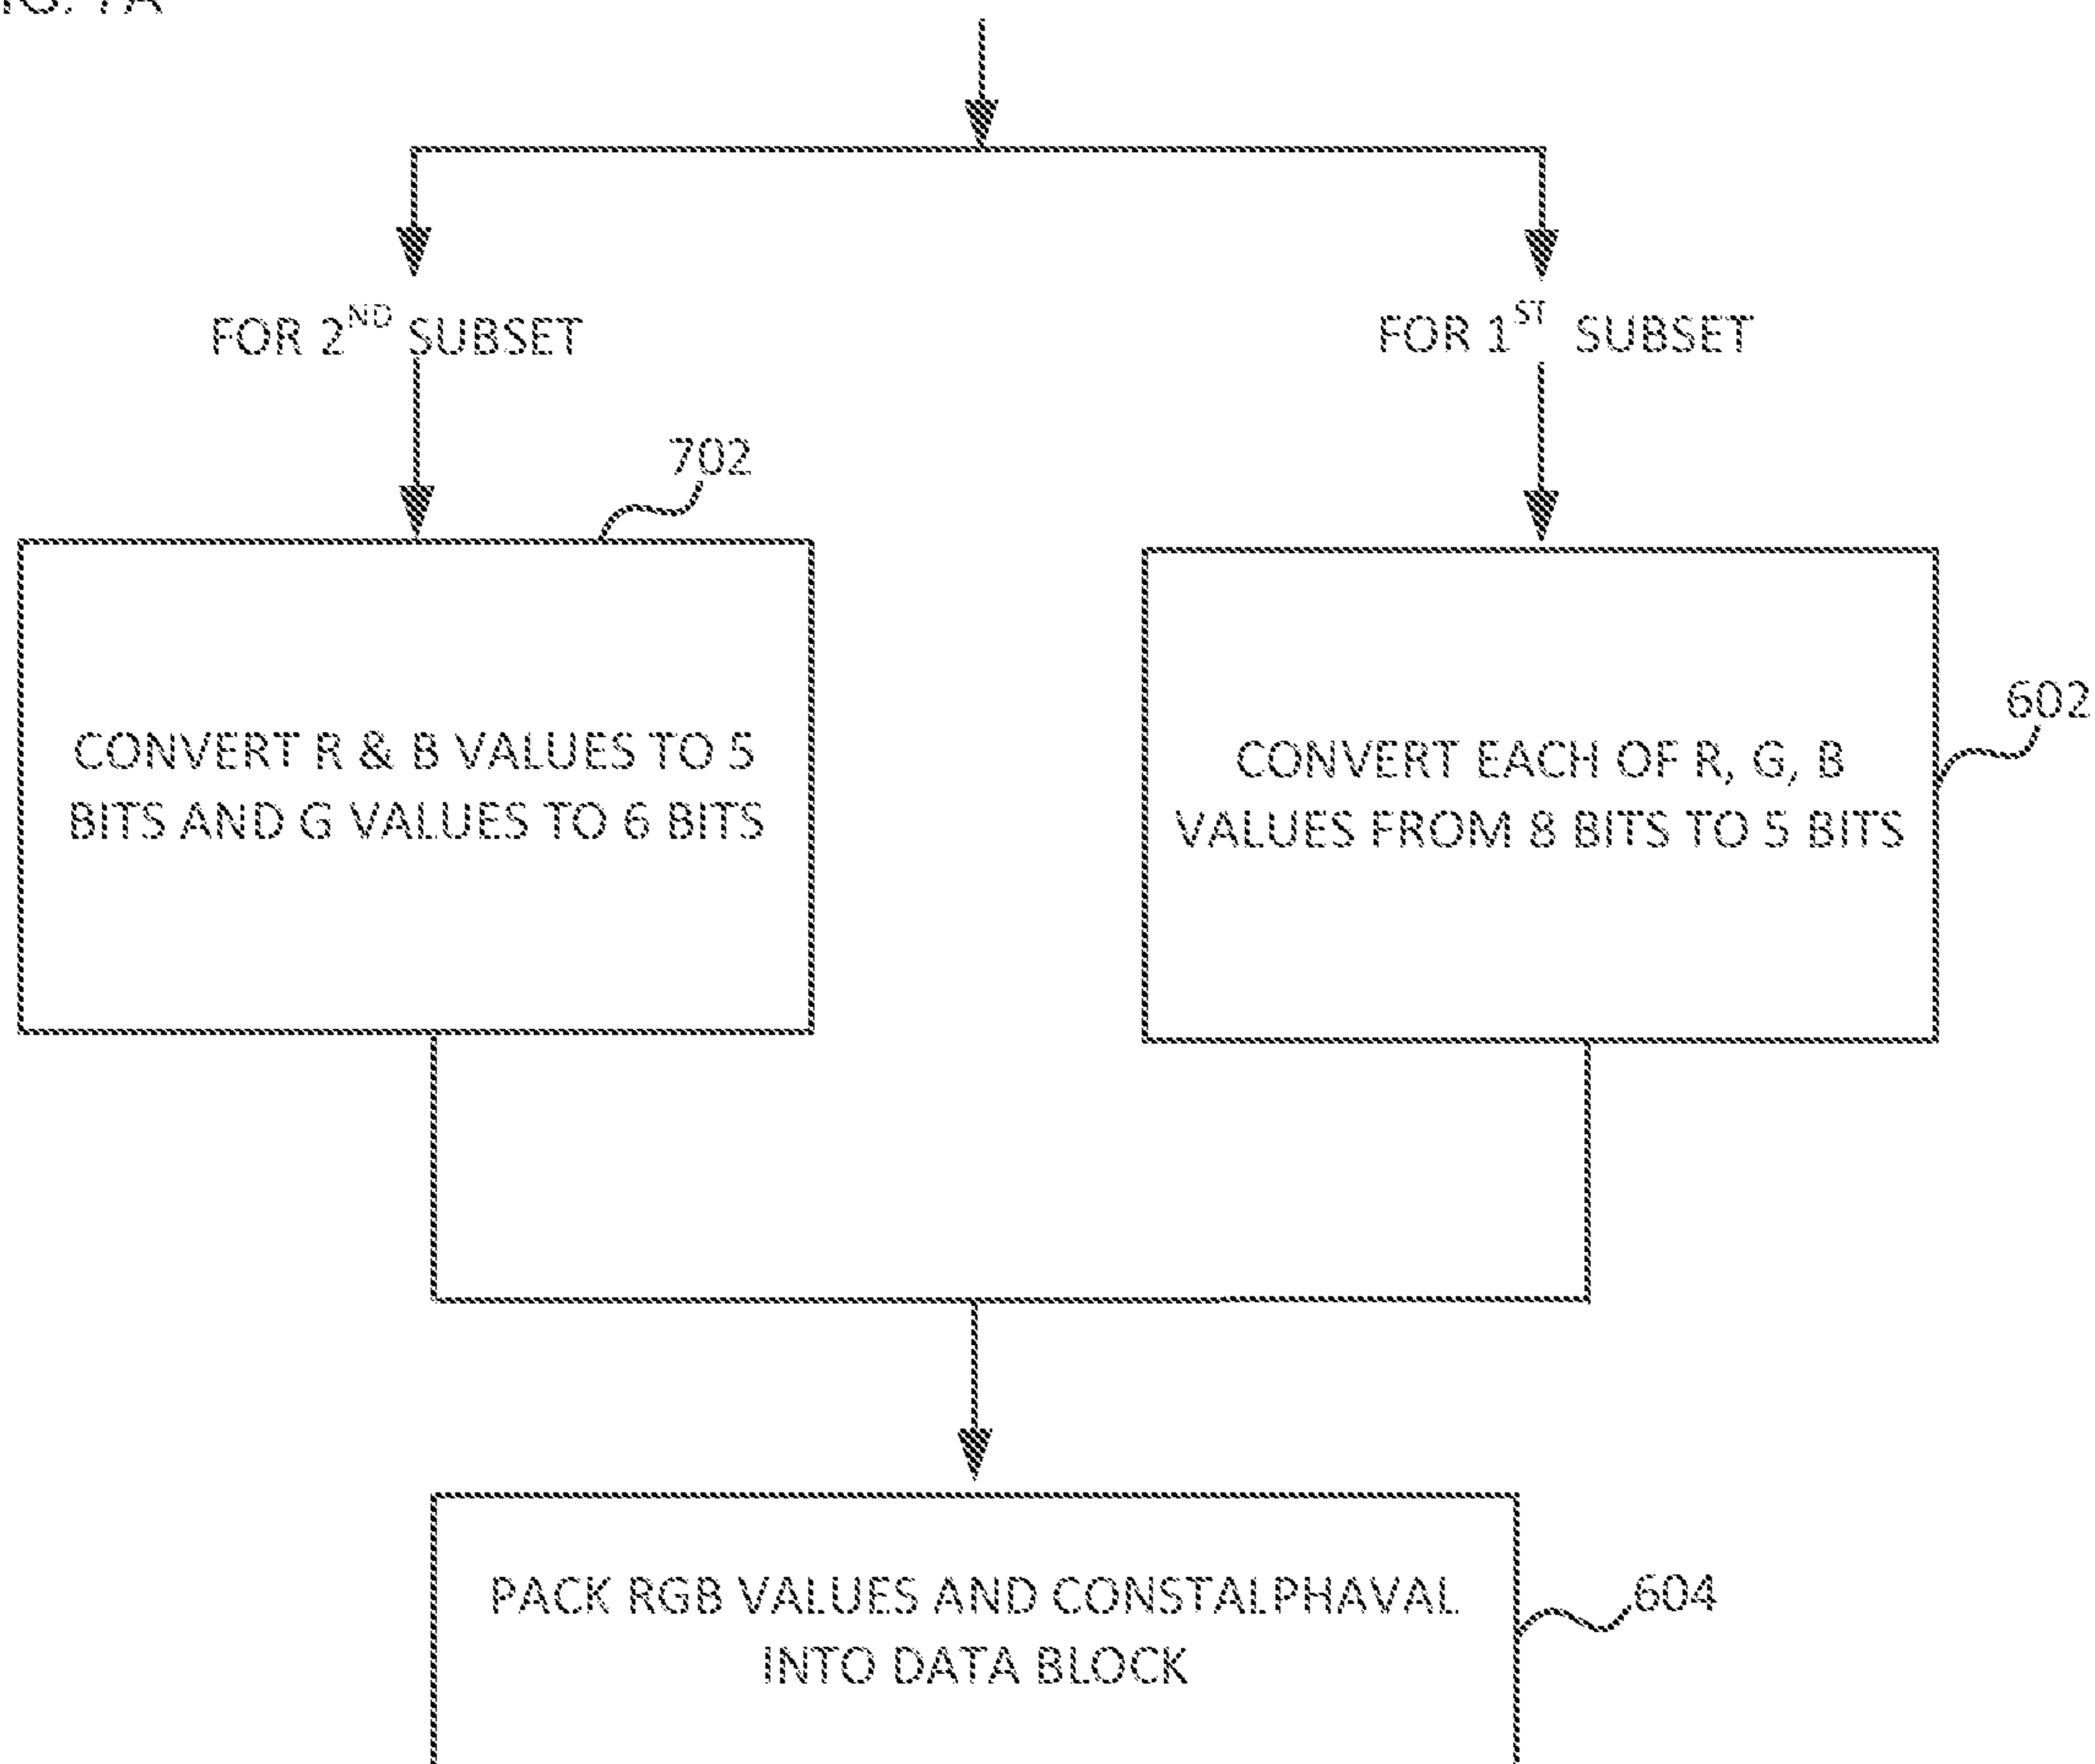 FOR 2ND SUBSET
FOR 1ST SUBSET
702
CONVERT R & B VALUES TO 5
BITS AND G VALUES TO 6 BITS
602
CONVERT EACH OF R, G, B
VALUES FROM 8 BITS TO 5 BITS
PACK RGB VALUES AND CONSTALPHAVAL
INTO DATA BLOCK
604